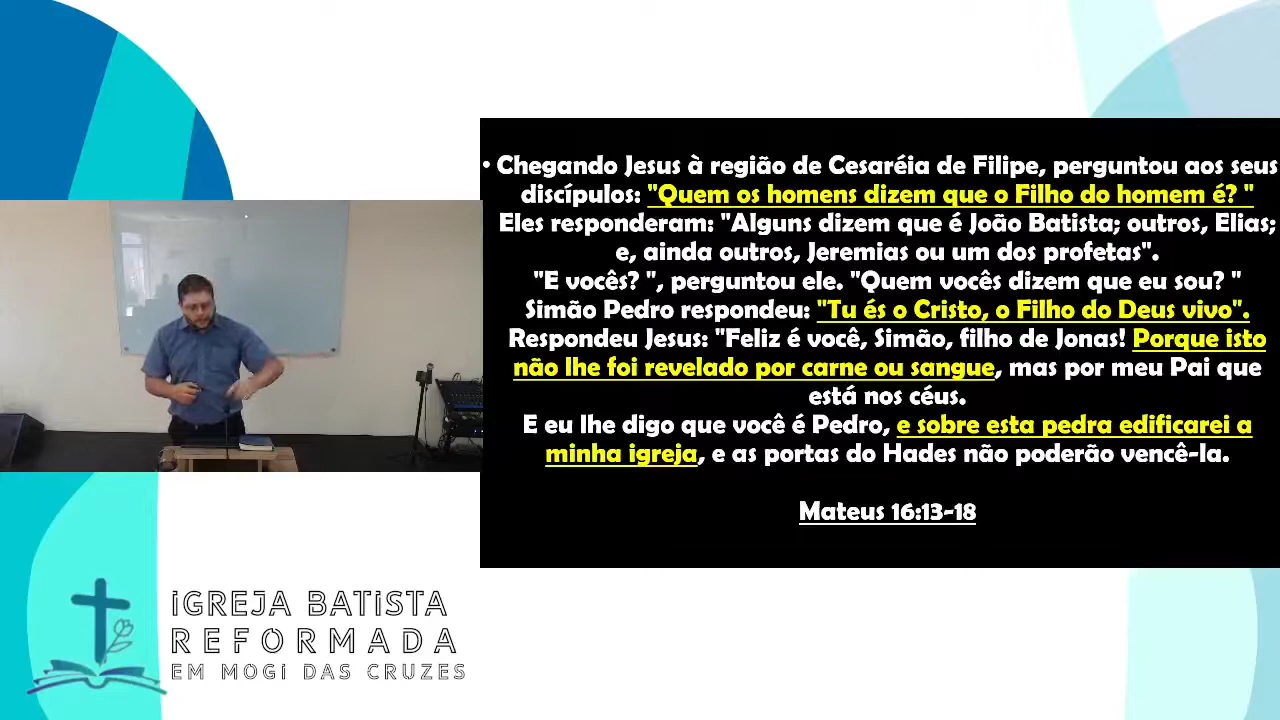 • Chegando Jesus à região de Cesaréia de Filipe, perguntou aos seus
discípulos: "Quem os homens dizem que o Filho do homem é? "
Eles responderam: "Alguns dizem que é João Batista; outros, Elias;
e, ainda outros, Jeremias ou um dos profetas".
"E vocês? ", perguntou ele. "Quem vocês dizem que eu sou? "
Simão Pedro respondeu: "Tu és o Cristo, o Filho do Deus vivo".
Respondeu Jesus: "Feliz é você, Simão, filho de Jonas! Porque isto
não lhe foi revelado por carne ou sangue, mas por meu Pai que
está nos céus.
E eu lhe digo que você é Pedro, e sobre esta pedra edificarei a
minha igreja, e as portas do Hades não poderão vencê-la.
Mateus 16:13-18
iGREJA BATiSTA
REFORMADA
EM MOGi DAS CRUZES